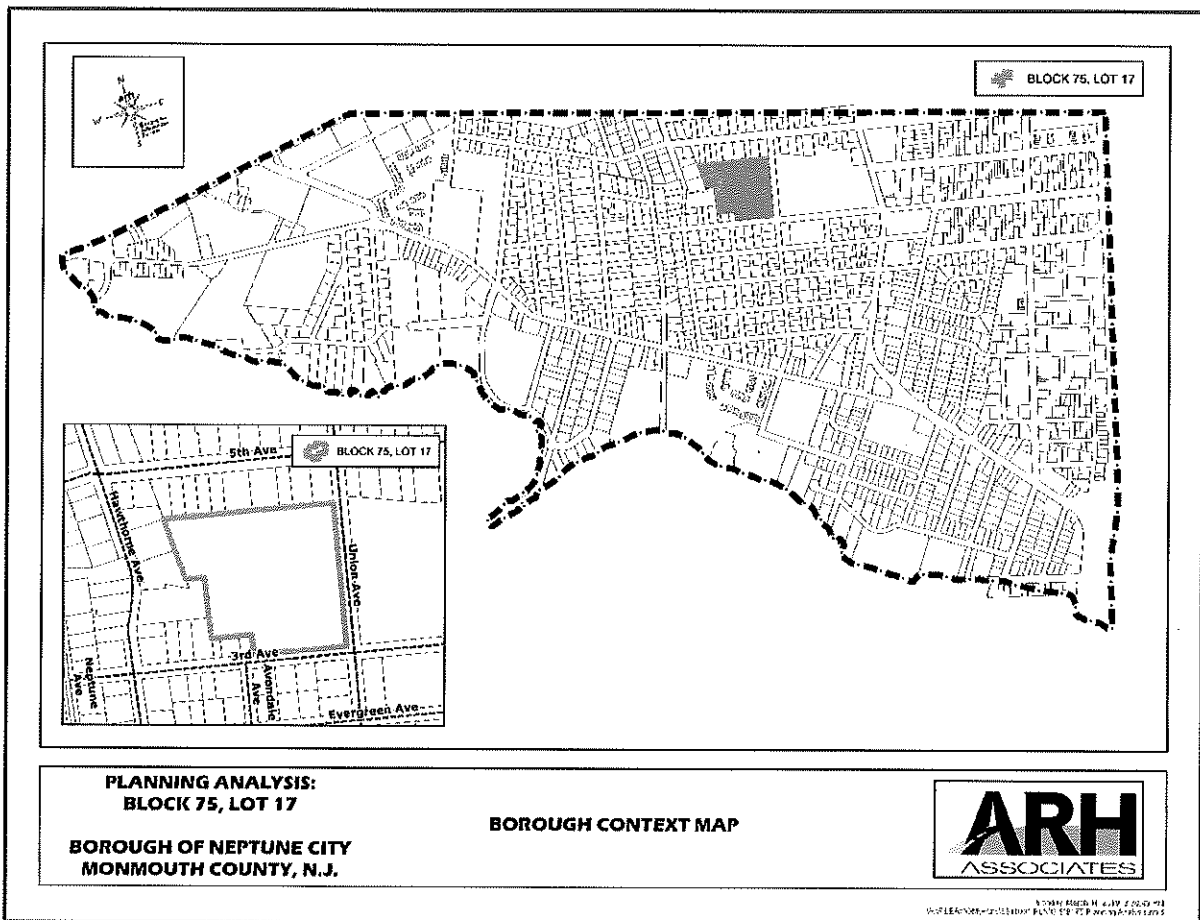 N
W
S
BLOCK 75, LOT 17
BLOCK 75, LOT 17
5th Ave
Hawthorne Ave
Union Ave
3rd Ave
Neptune Ave
Avondale Ave
Evergreen Ave
PLANNING ANALYSIS:
BLOCK 75, LOT 17
BOROUGH OF NEPTUNE CITY
MONMOUTH COUNTY, N.J.
BOROUGH CONTEXT MAP
ARH
ASSOCIATES